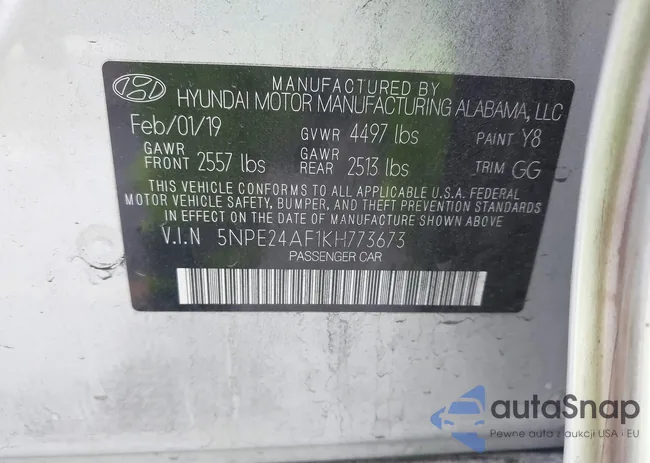 MANUFACTURED BY
HYUNDAI MOTOR MANUFACTURING ALABAMA, LLC
Feb/01/19 GVWR 4497 lbs PAINT Y8
GAWR FRONT 2557 lbs GAWR REAR 2513 lbs TRIM GG
THIS VEHICLE CONFORMS TO ALL APPLICABLE U.S.A. FEDERAL
MOTOR VEHICLE SAFETY, BUMPER, AND THEFT PREVENTION STANDARDS
IN EFFECT ON THE DATE OF MANUFACTURE SHOWN ABOVE
V.I.N 5NPE24AF1KH773673
PASSENGER CAR
autaSnap
Pewne auta z aukcji USA i EU